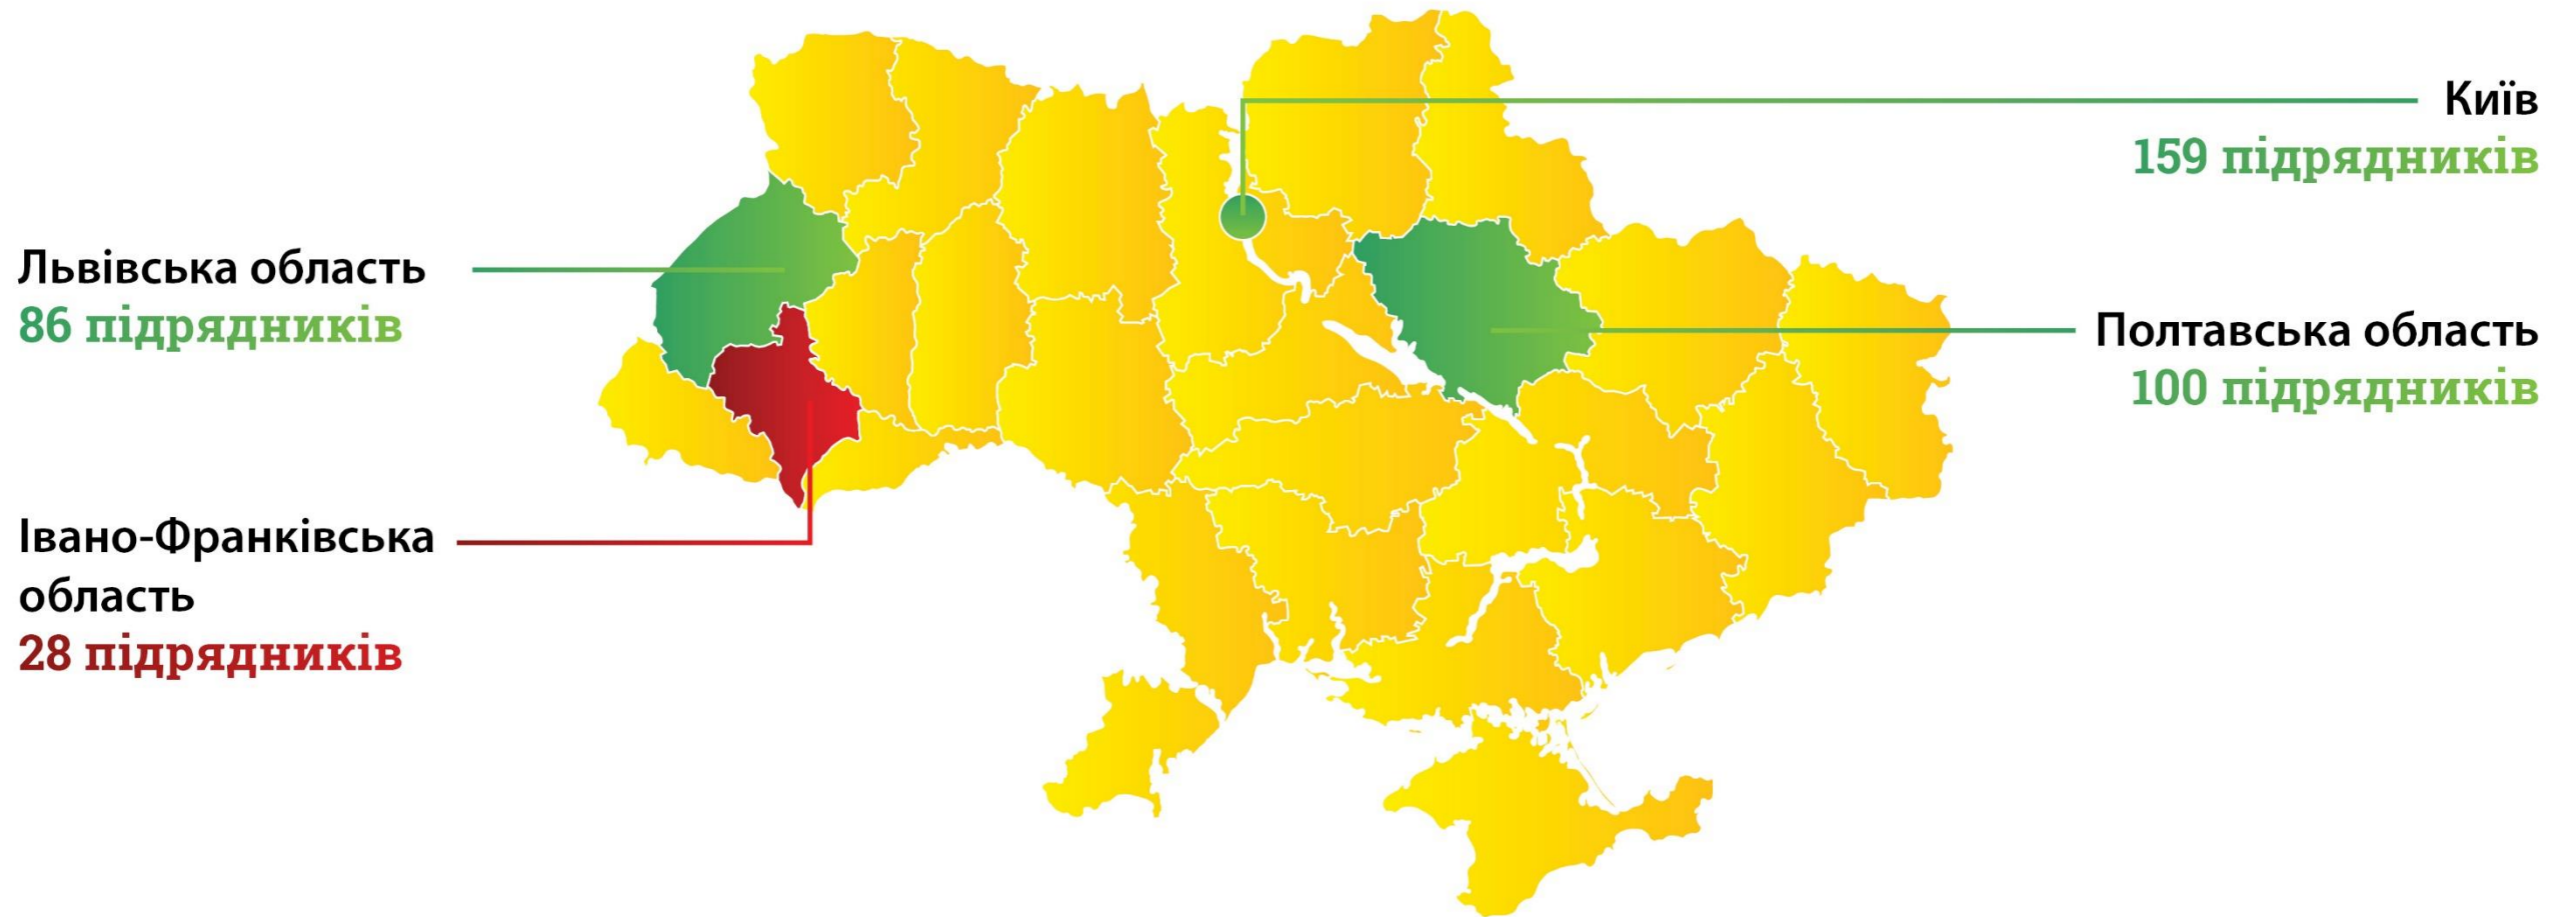 Київ
159 підрядників
Львівська область
86 підрядників
Полтавська область
100 підрядників
Івано-Франківська
область
28 підрядників